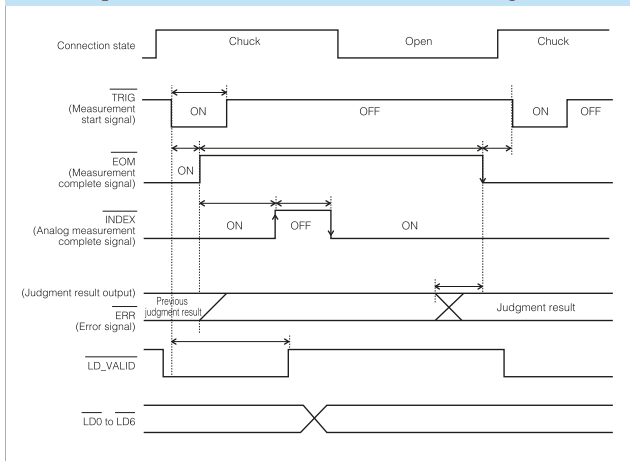 Connection state
Chuck
Open
Chuck
TRIG
(Measurement
start signal)
ON
OFF
ON
OFF
EOM
(Measurement
complete signal)
ON
INDEX
(Analog measurement
complete signal)
ON
OFF
ON
(Judgment result output)
Previous
judgment result
Judgment result
ERR
(Error signal)
LD_VALID
LD0 to LD6